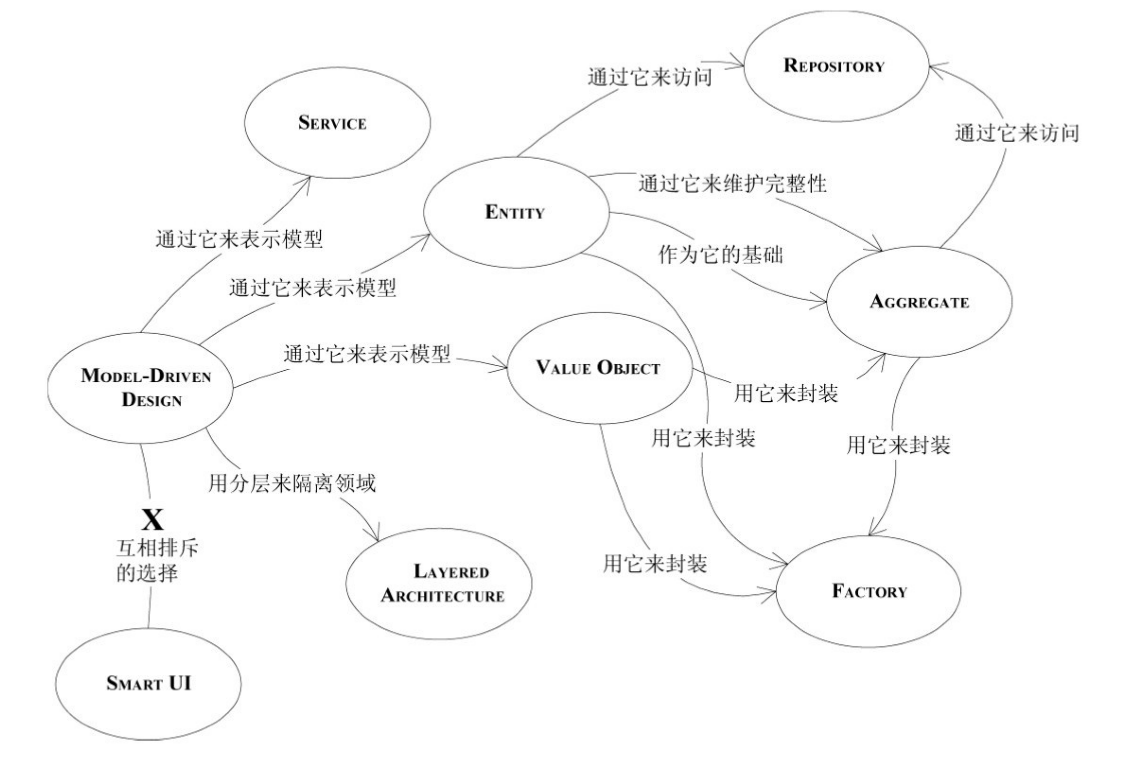 REPOSITORY
通过它来访问
SERVICE
通过它来访问
通过它来维护完整性
ENTITY
通过它来表示模型
作为它的基础
通过它来表示模型
AGGREGATE
通过它来表示模型
VALUE OBJECT
MODEL-DRIVEN
DESIGN
用它来封装
用它来封装
用它来封装
用分层来隔离领域
X
互相排斥
的选择
用它来封装
LAYERED
ARCHITECTURE
FACTORY
SMART UI